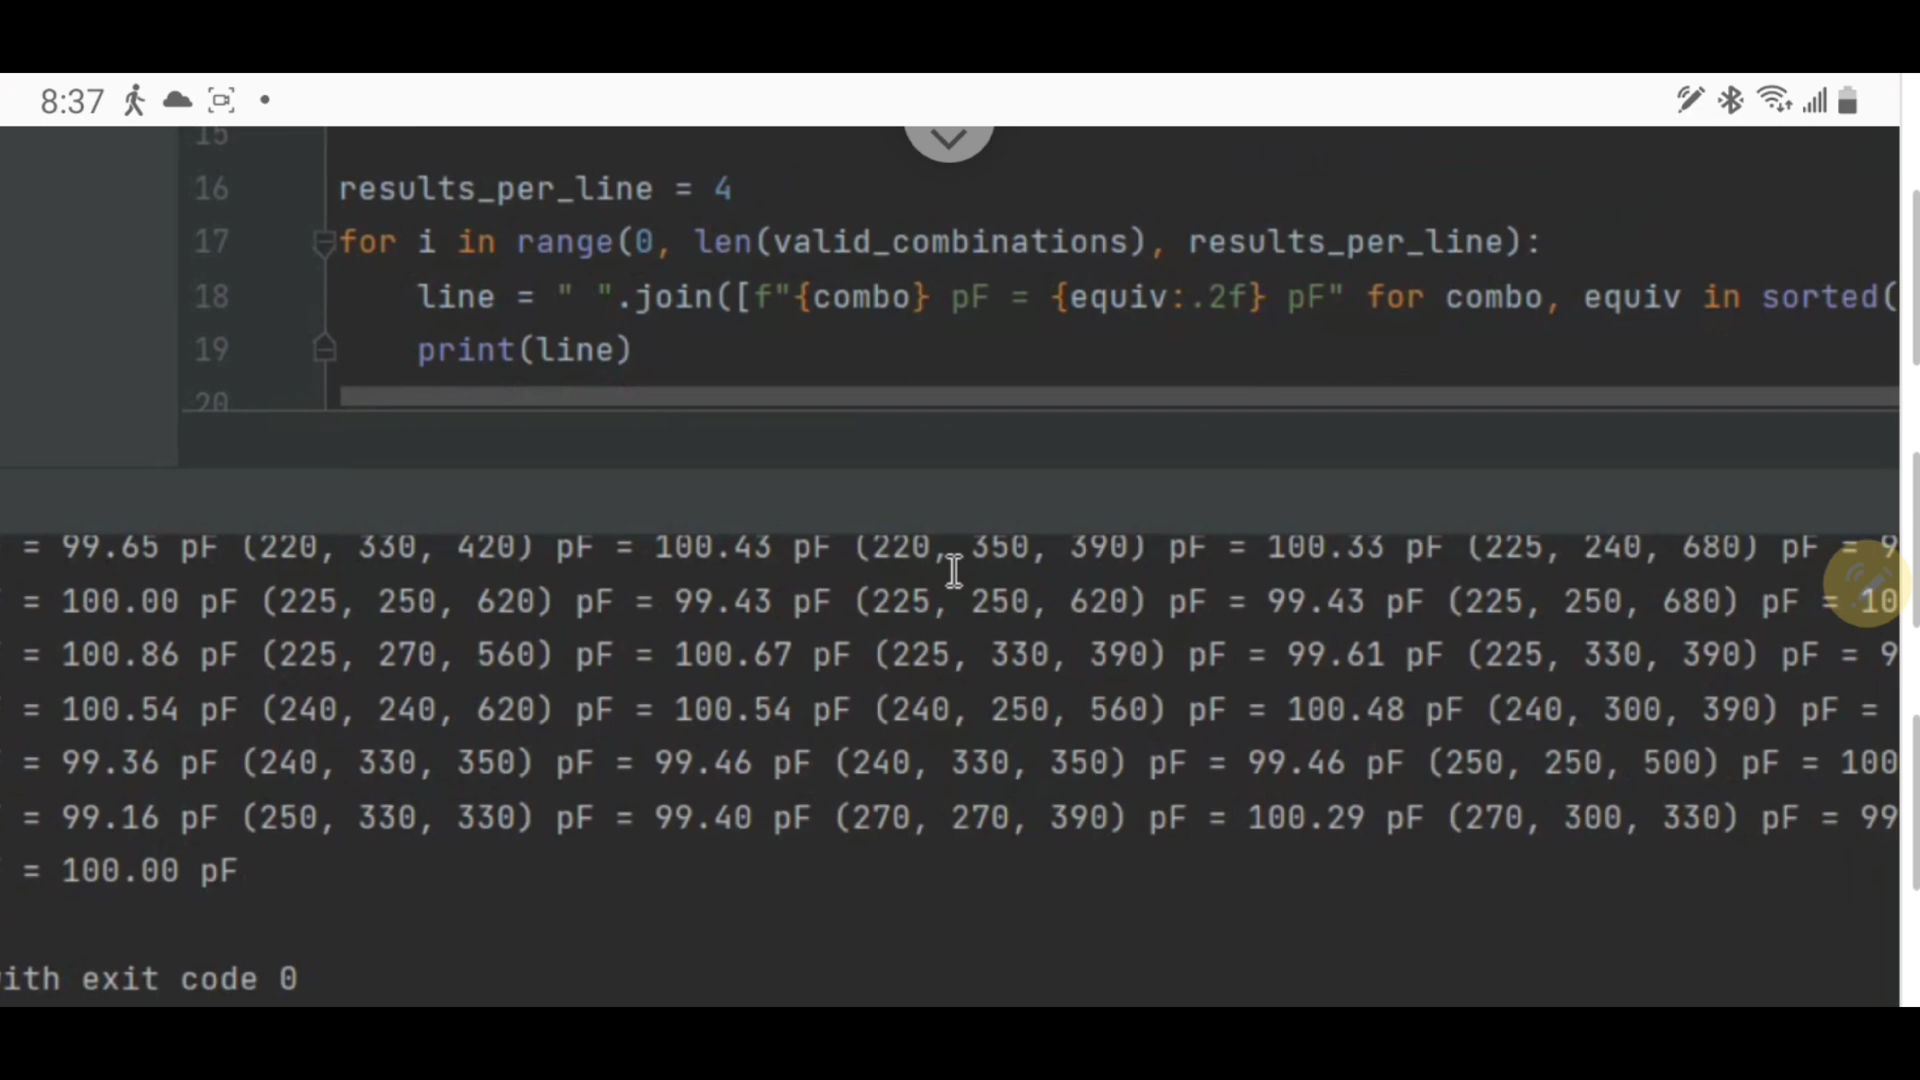 8:37
15
16 results_per_line = 4
17 for i in range(0, len(valid_combinations), results_per_line):
18 line = " ".join([f"{combo} pF = {equiv:.2f} pF" for combo, equiv in sorted(
19 print(line)
20
= 99.65 pF (220, 330, 420) pF = 100.43 pF (220, 350, 390) pF = 100.33 pF (225, 240, 680) pF = 9
= 100.00 pF (225, 250, 620) pF = 99.43 pF (225, 250, 620) pF = 99.43 pF (225, 250, 680) pF = 10
= 100.86 pF (225, 270, 560) pF = 100.67 pF (225, 330, 390) pF = 99.61 pF (225, 330, 390) pF = 9
= 100.54 pF (240, 240, 620) pF = 100.54 pF (240, 250, 560) pF = 100.48 pF (240, 300, 390) pF =
= 99.36 pF (240, 330, 350) pF = 99.46 pF (240, 330, 350) pF = 99.46 pF (250, 250, 500) pF = 100
= 99.16 pF (250, 330, 330) pF = 99.40 pF (270, 270, 390) pF = 100.29 pF (270, 300, 330) pF = 99
= 100.00 pF
with exit code 0